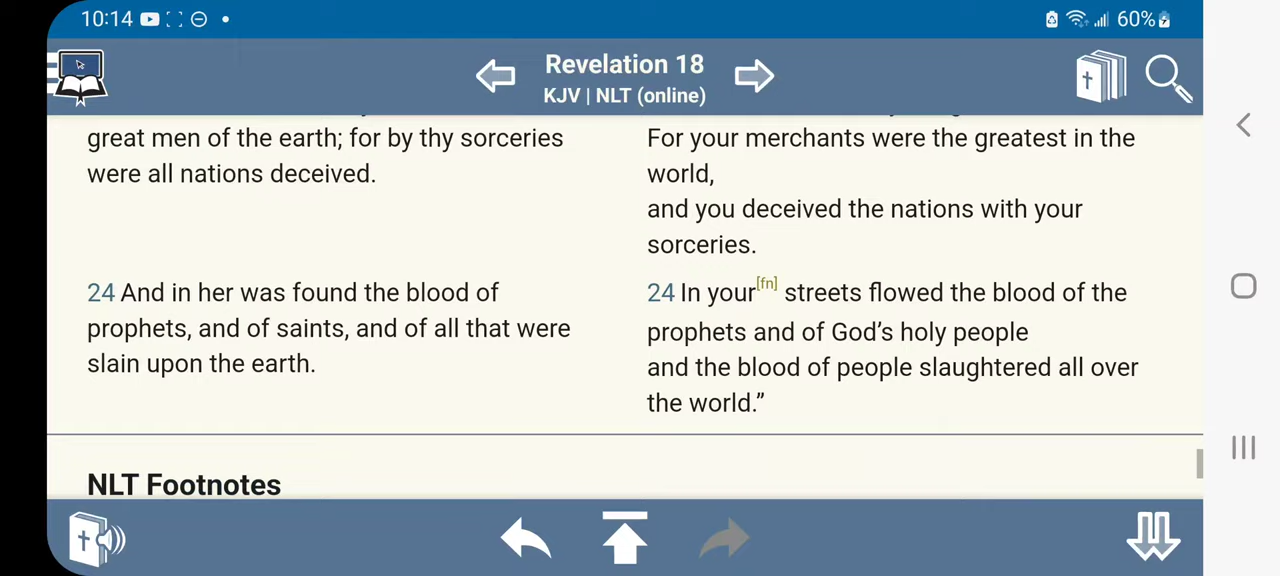 10:14
60%
Revelation 18
KJV | NLT (online)
great men of the earth; for by thy sorceries
were all nations deceived.
24 And in her was found the blood of
prophets, and of saints, and of all that were
slain upon the earth.
For your merchants were the greatest in the
world,
and you deceived the nations with your
sorceries.
24 In your[fn] streets flowed the blood of the
prophets and of God’s holy people
and the blood of people slaughtered all over
the world.”
NLT Footnotes